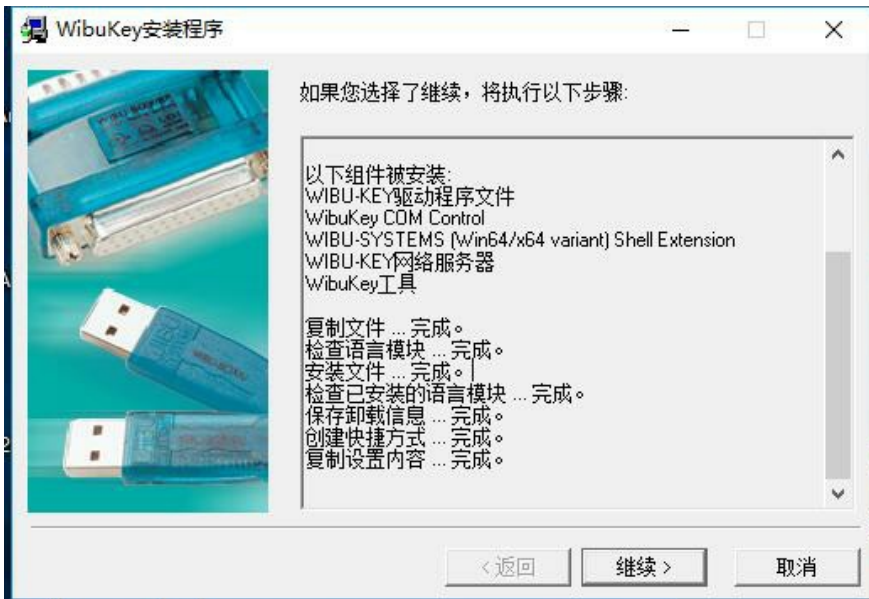 WibuKey安装程序
如果您选择了继续，将执行以下步骤:
以下组件被安装:
WIBU-KEY驱动程序文件
WibuKey COM Control
WIBU-SYSTEMS (Win64/x64 variant) Shell Extension
WIBU-KEY网络服务器
WibuKey工具
复制文件 ... 完成。
检查语言模块 ... 完成。
安装文件 ... 完成。
检查已安装的语言模块 ... 完成。
保存卸载信息 ... 完成。
创建快捷方式 ... 完成。
复制设置内容 ... 完成。
<返回
继续>
取消